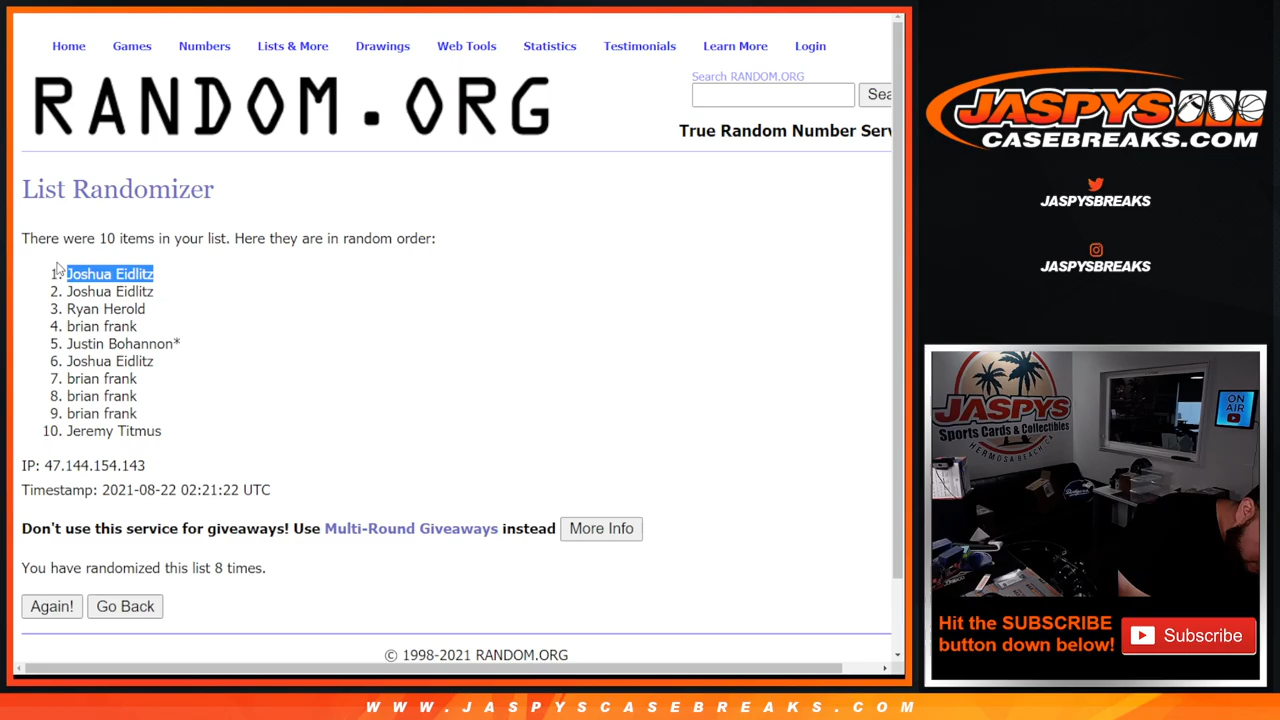 Home Games Numbers Lists & More Drawings Web Tools Statistics Testimonials Learn More Login
RANDOM.ORG
Search RANDOM.ORG
Sea
True Random Number Serv
List Randomizer
There were 10 items in your list. Here they are in random order:
1. Joshua Eidlitz
2. Joshua Eidlitz
3. Ryan Herold
4. brian frank
5. Justin Bohannon*
6. Joshua Eidlitz
7. brian frank
8. brian frank
9. brian frank
10. Jeremy Titmus
IP: 47.144.154.143
Timestamp: 2021-08-22 02:21:22 UTC
Don't use this service for giveaways! Use Multi-Round Giveaways instead More Info
You have randomized this list 8 times.
Again! Go Back
© 1998-2021 RANDOM.ORG
JASPYS
CASEBREAKS.COM
JASPYSBREAKS
JASPYSBREAKS
JASPYS
Sports Cards & Collectibles
HERMOSA BEACH CA
ON
AIR
Dodgers
Hit the SUBSCRIBE
button down below!
Subscribe
WWW.JASPYSCASEBREAKS.COM